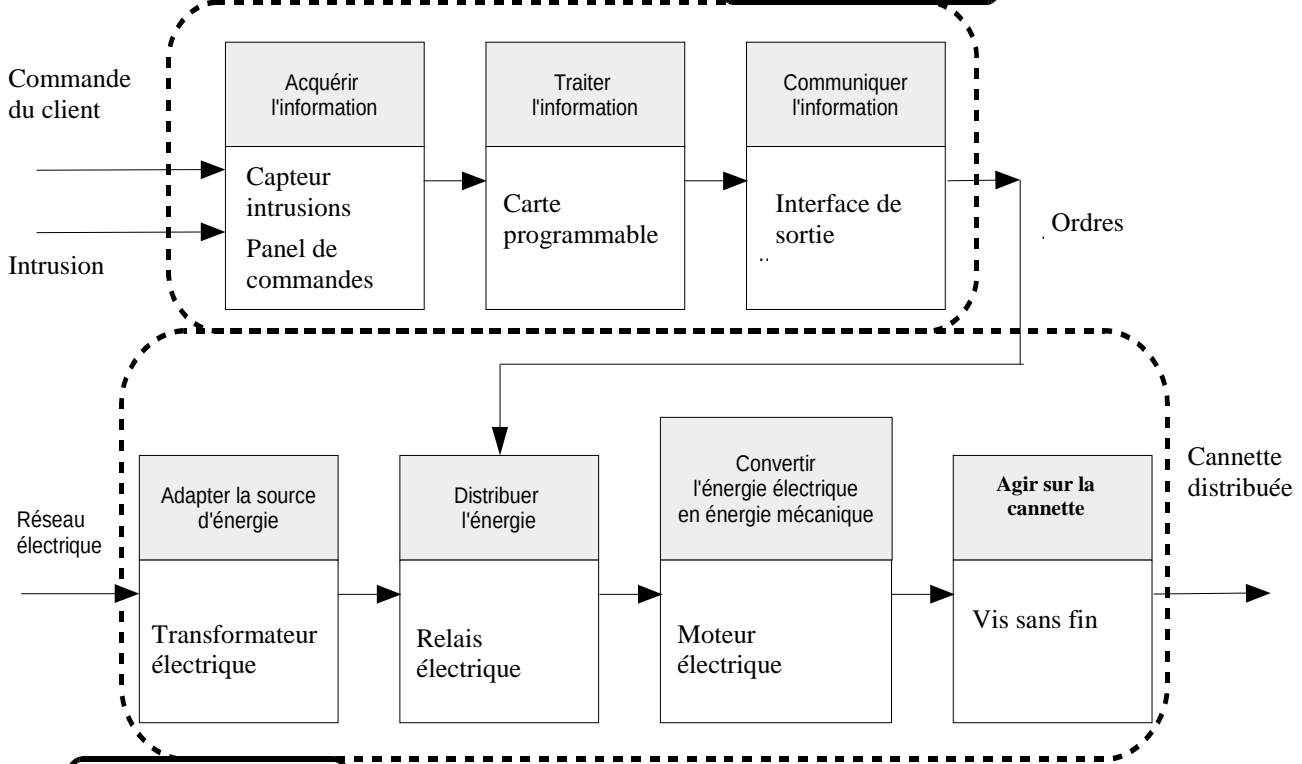 Commande
du client
Acquérir
l'information
Traiter
l'information
Communiquer
l'information
Capteur
intrusions
Panel de
commandes
Carte
programmable
Interface de
sortie
..
. Ordres
Intrusion
Adapter la source
d'énergie
Distribuer
l'énergie
Convertir
l'énergie électrique
en énergie mécanique
Agir sur la
cannette
Cannette
distribuée
Réseau
électrique
Transformateur
électrique
Relais
électrique
Moteur
électrique
Vis sans fin